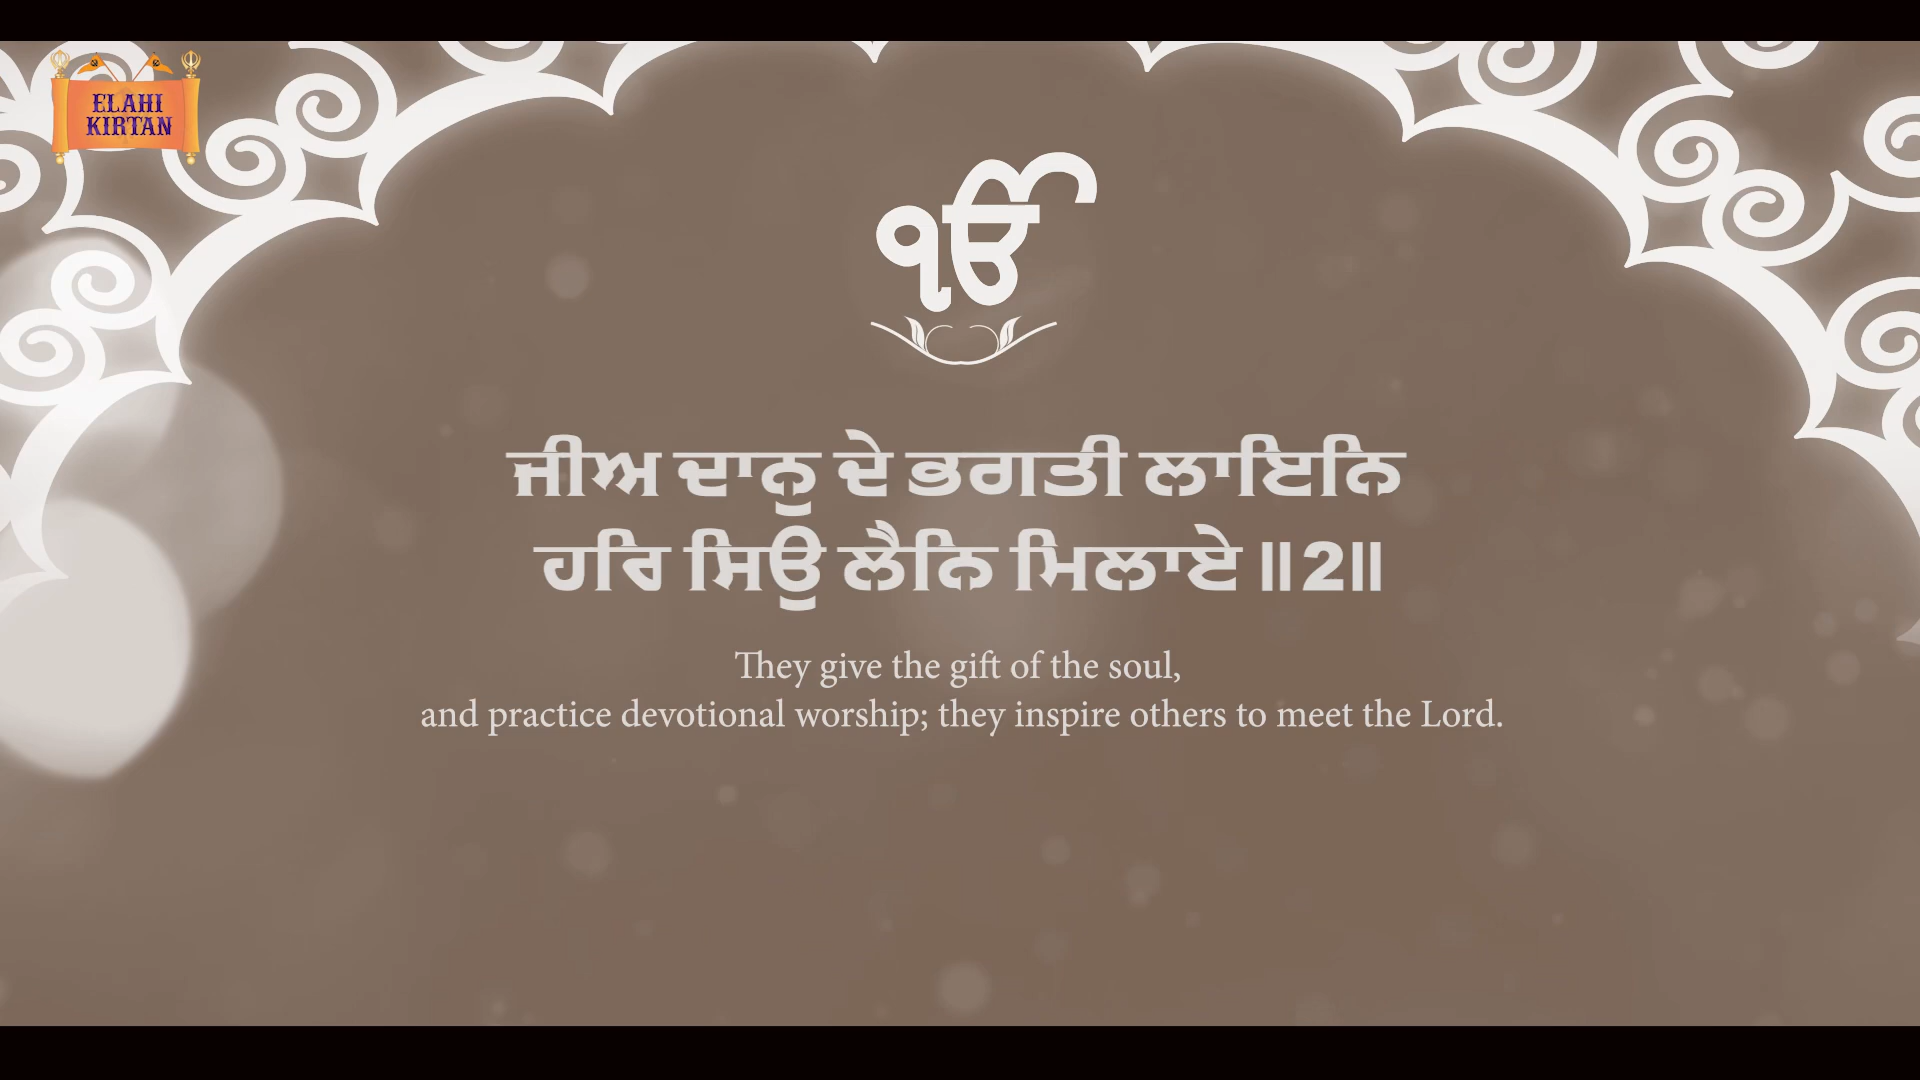 ELAHI
KIRTAN
ੴ
ਜੀਅ ਦਾਨੁ ਦੇ ਭਗਤੀ ਲਾਇਨਿ
ਹਰਿ ਸਿਉ ਲੈਨਿ ਮਿਲਾਏ ॥2॥
They give the gift of the soul,
and practice devotional worship; they inspire others to meet the Lord.